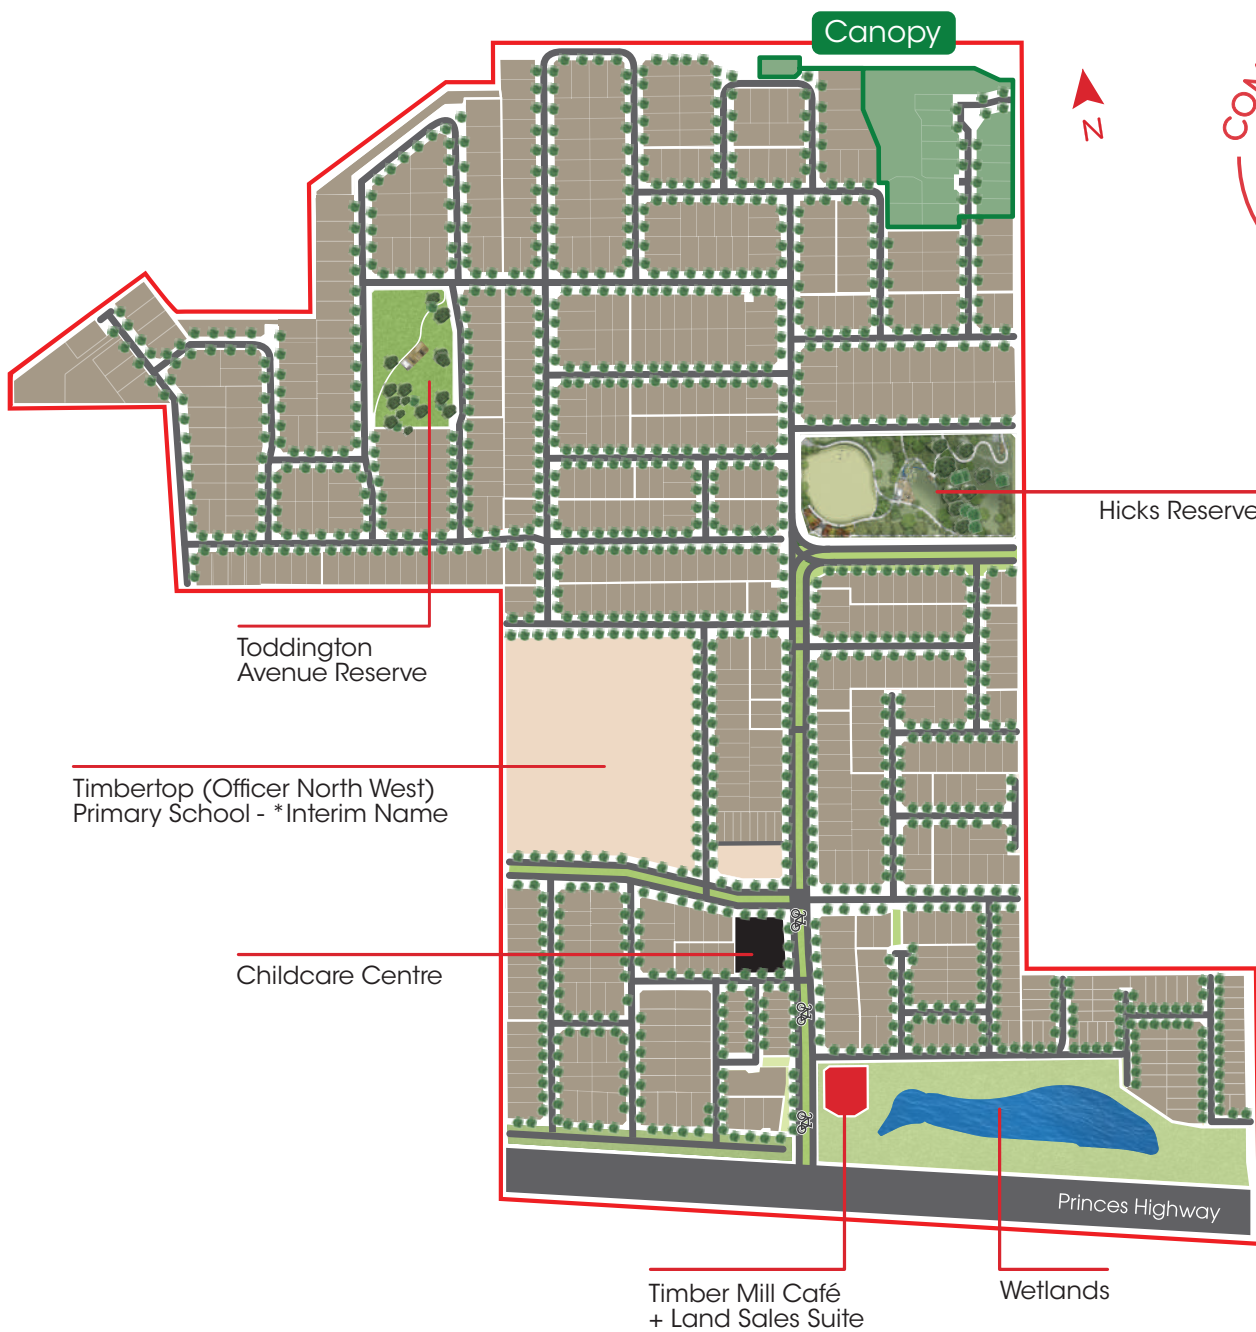 Canopy
N
Hicks Reserve
Toddington
Avenue Reserve
Timbertop (Officer North West)
Primary School - *Interim Name
Childcare Centre
Princes Highway
Timber Mill Café
+ Land Sales Suite
Wetlands